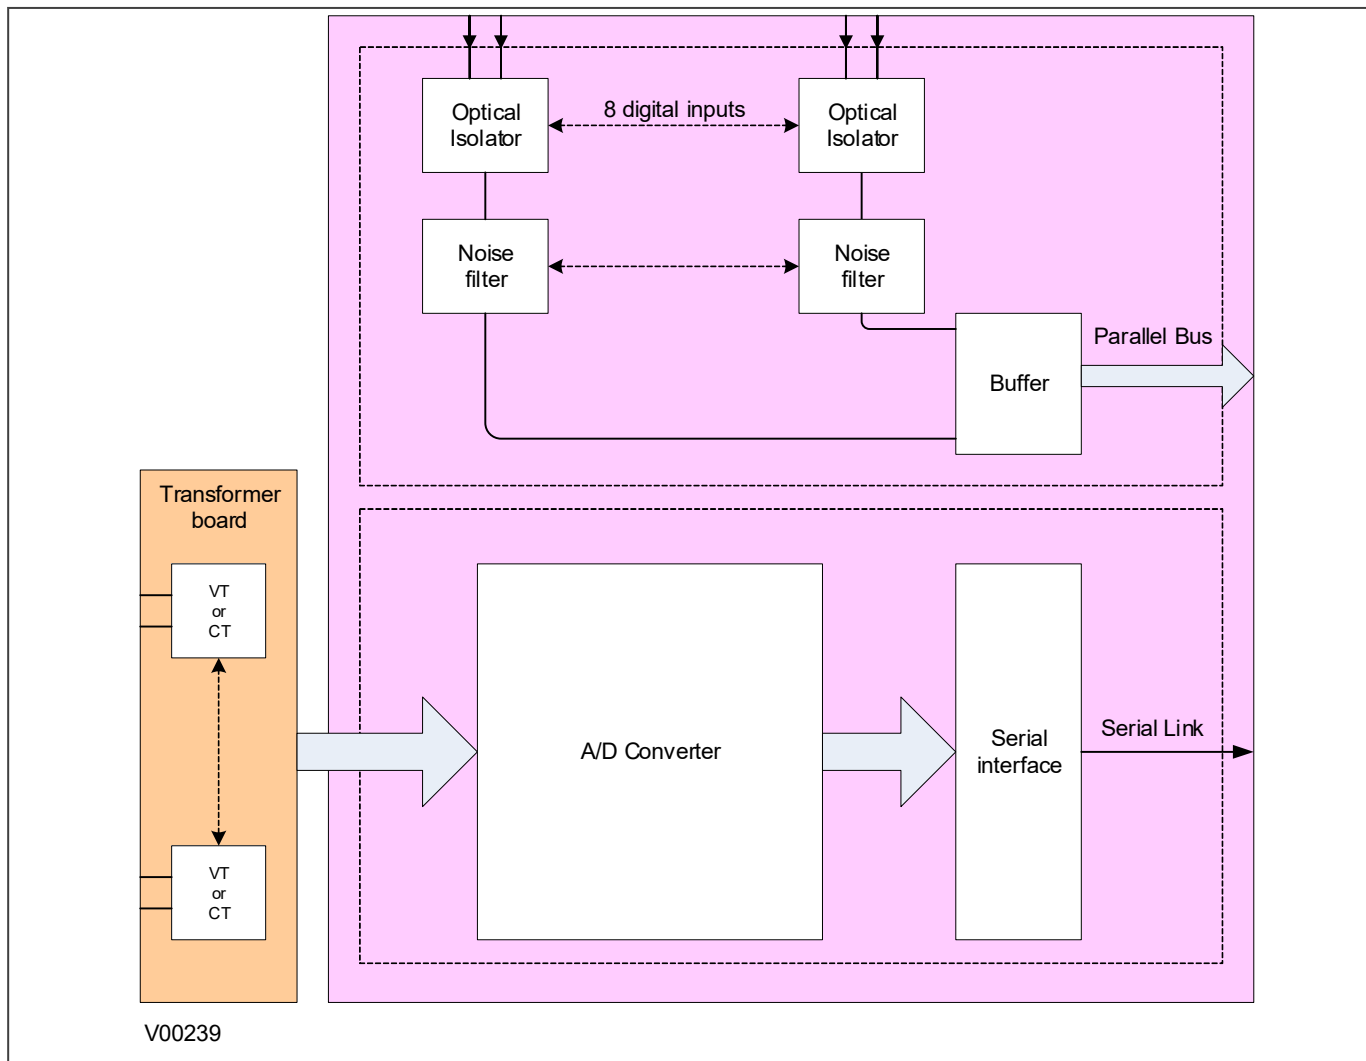 Optical
Isolator
8 digital inputs
Optical
Isolator
Noise
filter
Noise
filter
Parallel Bus
Buffer
Transformer
board
VT
or
CT
A/D Converter
Serial
interface
Serial Link
VT
or
CT
V00239